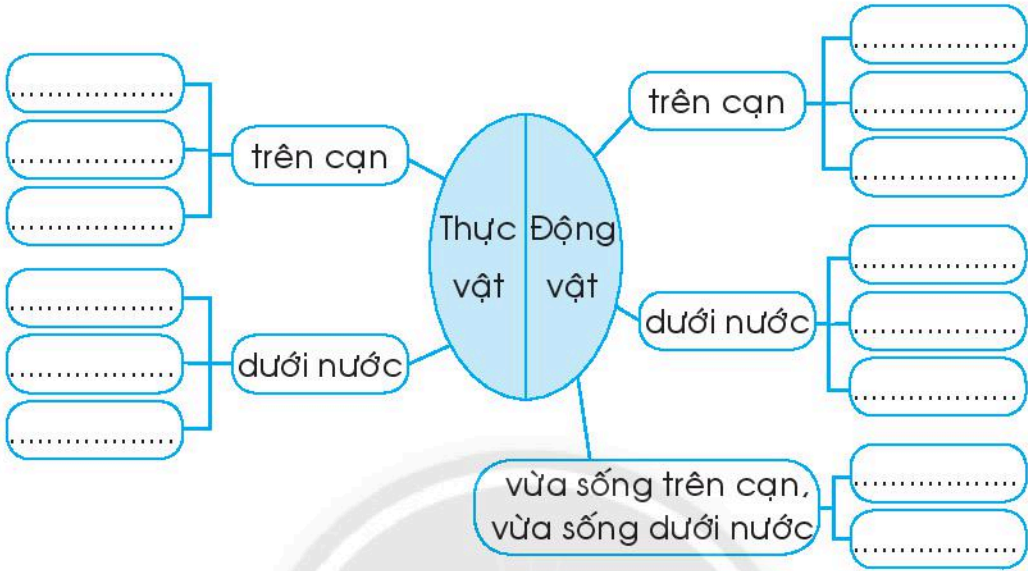 trên cạn
dưới nước
Thực
vật
Động
vật
trên cạn
dưới nước
vừa sống trên cạn,
vừa sống dưới nước